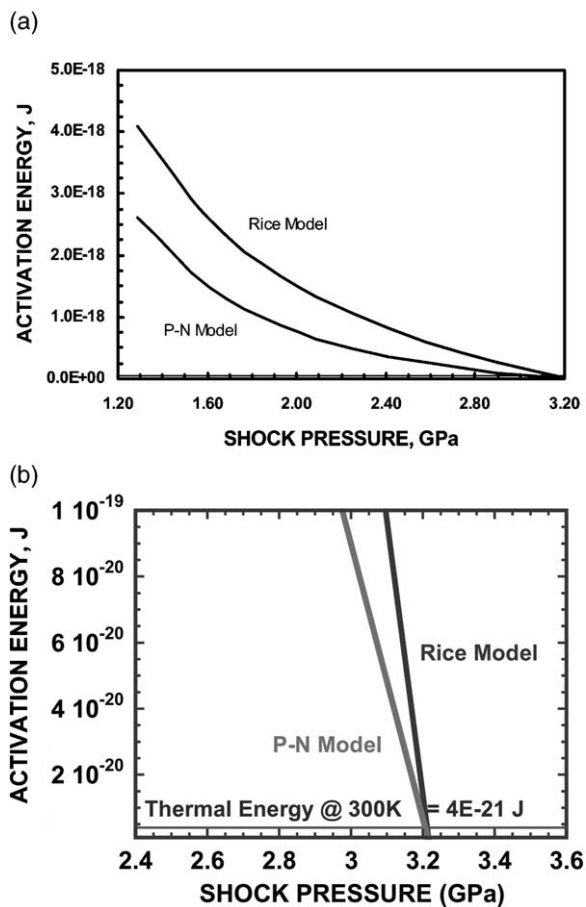 (a)
ACTIVATION ENERGY, J
5.0E-18
4.0E-18
3.0E-18
2.0E-18
1.0E-18
0.0E+00
Rice Model
P-N Model
1.20 1.60 2.00 2.40 2.80 3.20
SHOCK PRESSURE, GPa
(b)
ACTIVATION ENERGY, J
1 10-19
8 10-20
6 10-20
4 10-20
2 10-20
Rice Model
P-N Model
Thermal Energy @ 300K = 4E-21 J
2.4 2.6 2.8 3 3.2 3.4 3.6
SHOCK PRESSURE (GPa)